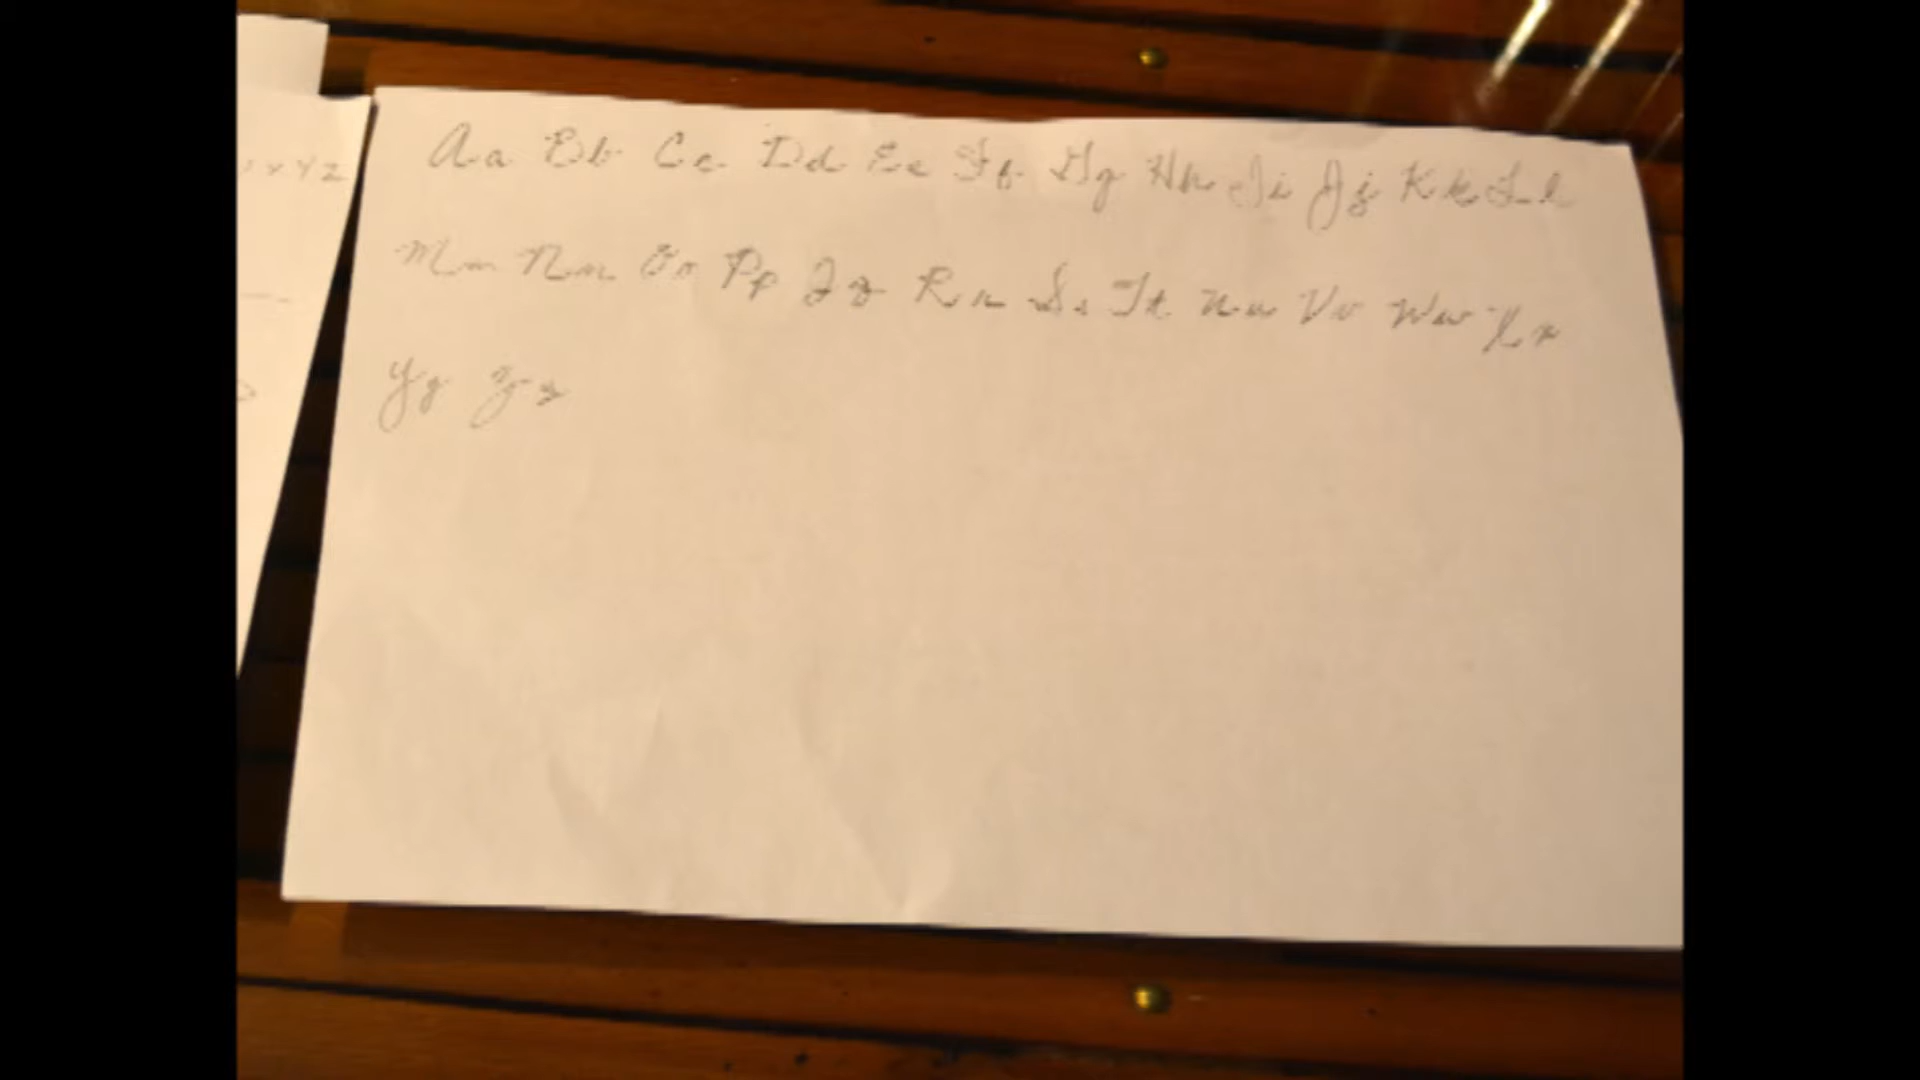 Aa Bb Cc Dd Ee Ff Gg Hh Ii Jj Kk Ll
Mm Nn Oo Pp Qq Rr Ss Tt Uu Vv Ww Xx
Yy Zz